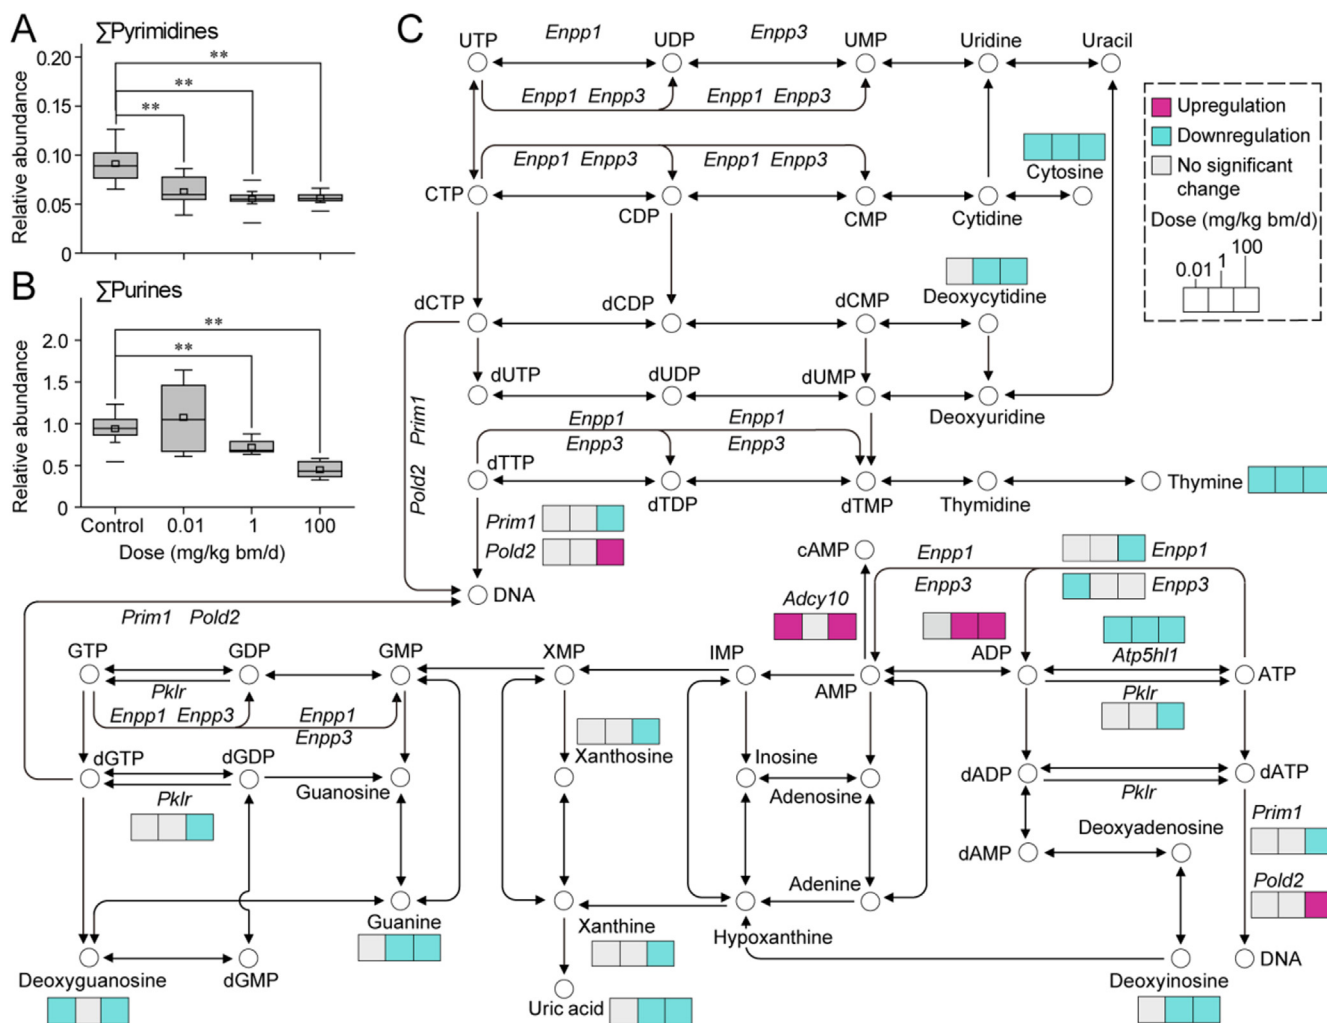 A
∑Pyrimidines
Relative abundance
0.20
0.15
0.10
0.05
0
**
**
**
B
∑Purines
Relative abundance
2.0
1.5
1.0
0.5
0
**
**
Control 0.01 1 100
Dose (mg/kg bm/d)
C
UTP Enpp1 UDP Enpp3 UMP Uridine Uracil
Enpp1 Enpp3 Enpp1 Enpp3
Enpp1 Enpp3 Enpp1 Enpp3
Cytosine
CTP CDP CMP Cytidine
Upregulation
Downregulation
No significant
change
Dose (mg/kg bm/d)
0.01 1 100
Deoxycytidine
dCTP dCDP dCMP
dUTP dUDP dUMP Deoxyuridine
Pold2 Prim1
Enpp1 Enpp1
Enpp3 Enpp3
dTTP dTDP dTMP Thymidine Thymine
Prim1
Pold2
DNA
Prim1 Pold2
cAMP
Adcy10
Enpp1
Enpp3
Enpp1
Enpp3
Atp5hl1
GTP GDP GMP XMP IMP AMP ADP ATP
Pklr
Pklr
Enpp1 Enpp3 Enpp1
Enpp3
Xanthosine
Inosine
Adenosine
dGTP dGDP Guanosine
Pklr
dADP dATP
Pklr
Prim1
Pold2
Deoxyadenosine
dAMP
Adenine
Guanine
Xanthine
Hypoxanthine
Deoxyguanosine dGMP
Uric acid
Deoxyinosine
DNA